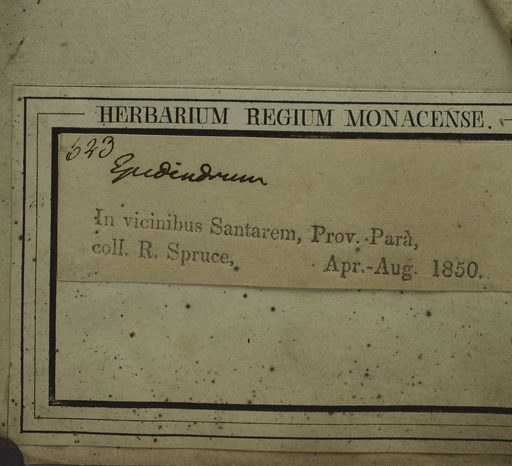 HERBARIUM REGIUM MONACENSE.
623
Epidendrum
In vicinibus Santarem, Prov. Parà,
coll. R. Spruce, Apr.-Aug. 1850.